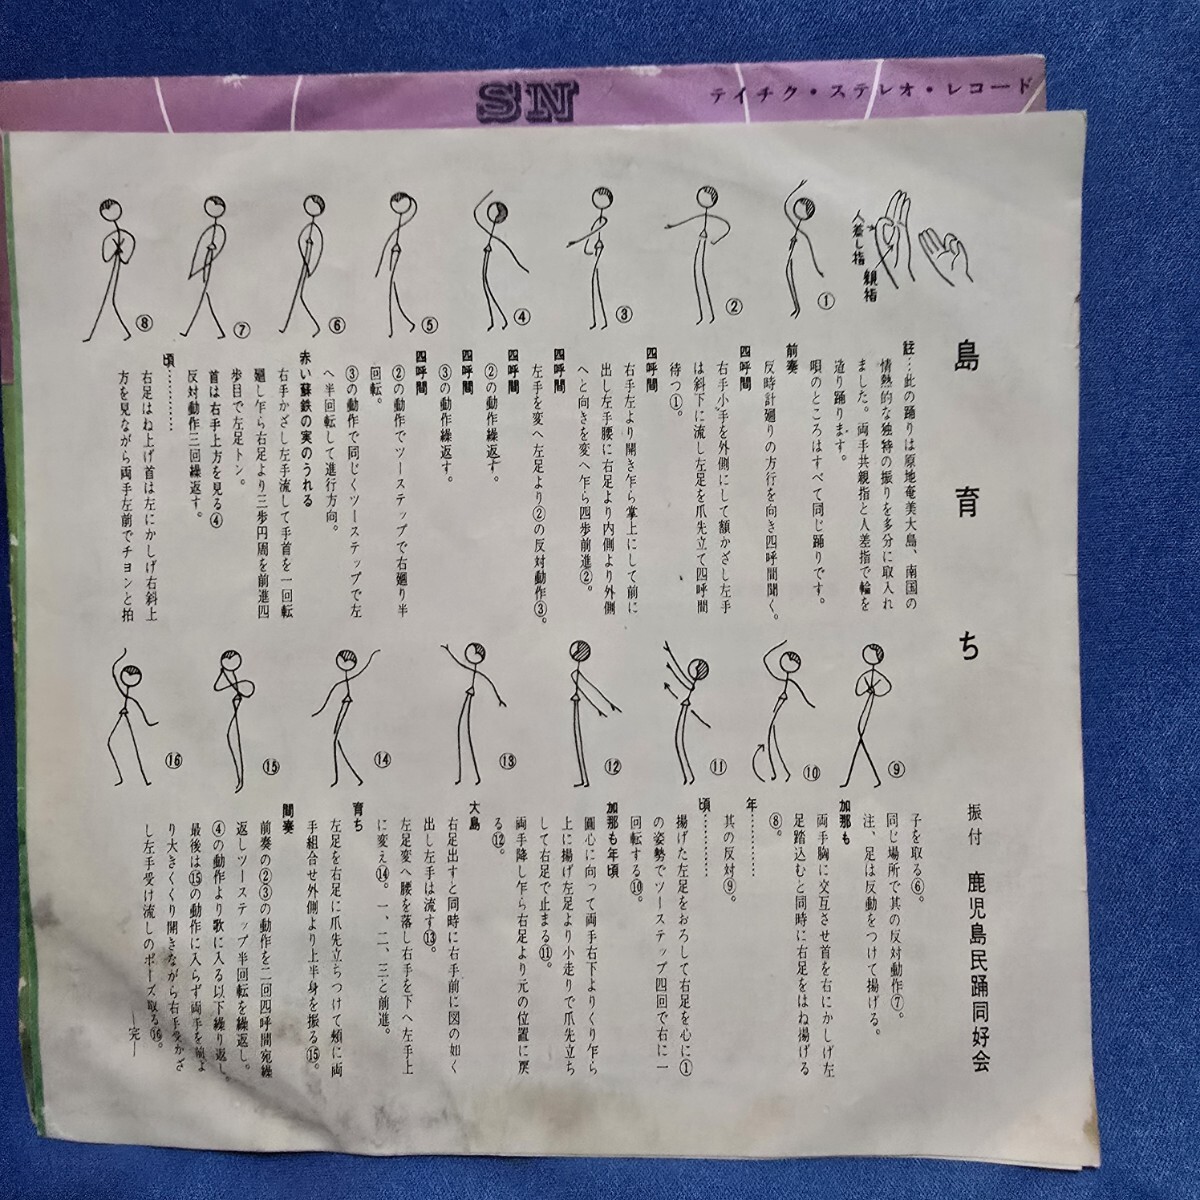 SN
テイチク・ステレオ・レコード
島育ち
振付　鹿児島民踊同好会
人差し指
親指
①
②
③
④
⑤
⑥
⑦
⑧
註…此の踊りは原地奄美大島、南国の
情熱的な独特の振りを多分に取入れ
ました。両手共親指と人差指で輪を
造り踊ります。
唄のところはすべて同じ踊りです。
前奏
反時計廻りの方行を向き四呼間聞く。
四呼間
右手小手を外側にして額かざし左手
は斜下に流し左足を爪先立て四呼間
待つ①。
四呼間
右手左より開き乍ら掌上にして前に
出し左手腰に右足より内側より外側
へと向きを変へ乍ら四歩前進②。
四呼間
左手を変へ左足より②の反対動作③。
四呼間
②の動作繰返す。
四呼間
③の動作繰返す。
四呼間
②の動作でツーステップで右廻り半
回転。
③の動作で同じくツーステップで左
へ半回転して進行方向。
赤い蘇鉄の実のうれる
右手かざし左手流して手首を一回転
廻し乍ら右足より三歩円周を前進四
歩目で左足トン。
首は右手上方を見る④
反対動作三回繰返す。
頃…………
右足はね上げ首は左にかしげ右斜上
方を見ながら両手左前でチョンと拍
⑨
⑩
⑪
⑫
⑬
⑭
⑮
⑯
子を取る⑥。
同じ場所で其の反対動作⑦。
注、足は反動をつけて揚げる。
加那も
両手胸に交互させ首を右にかしげ左
足踏込むと同時に右足をはね揚げる
⑧。
年…………
其の反対⑨。
頃…………
揚げた左足をおろして右足を心に①
の姿勢でツーステップ四回で右に一
回転する⑩。
加那も年頃
圓心に向って両手右下よりくり乍ら
上に揚げ左足より小走りで爪先立ち
して右足で止まる⑪。
両手降し乍ら右足より元の位置に戻
る⑫。
大島
右足出すと同時に右手前に図の如く
出し左手は流す⑬。
左足変へ腰を落し右手を下へ左手上
に変え⑭。一、二、三と前進。
育ち
左足を右足に爪先立ちつけて頬に両
手組合せ外側より上半身を振る⑮。
間奏
前奏の②③の動作を二回四呼間宛繰
返しツーステップ半回転を繰返し。
④の動作より歌に入る以下繰り返し。
最後は⑮の動作に入らず両手を前よ
り大きくくり開きながら右手受かざ
し左手受け流しのポーズ取る⑯。
―完―